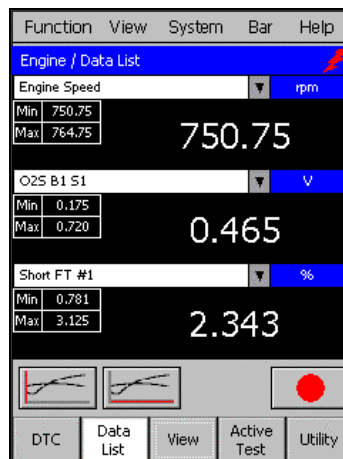 Function View System Bar Help
Engine / Data List
Engine Speed rpm
Min 750.75
Max 764.75
750.75
O2S B1 S1 V
Min 0.175
Max 0.720
0.465
Short FT #1 %
Min 0.781
Max 3.125
2.343
DTC Data List View Active Test Utility